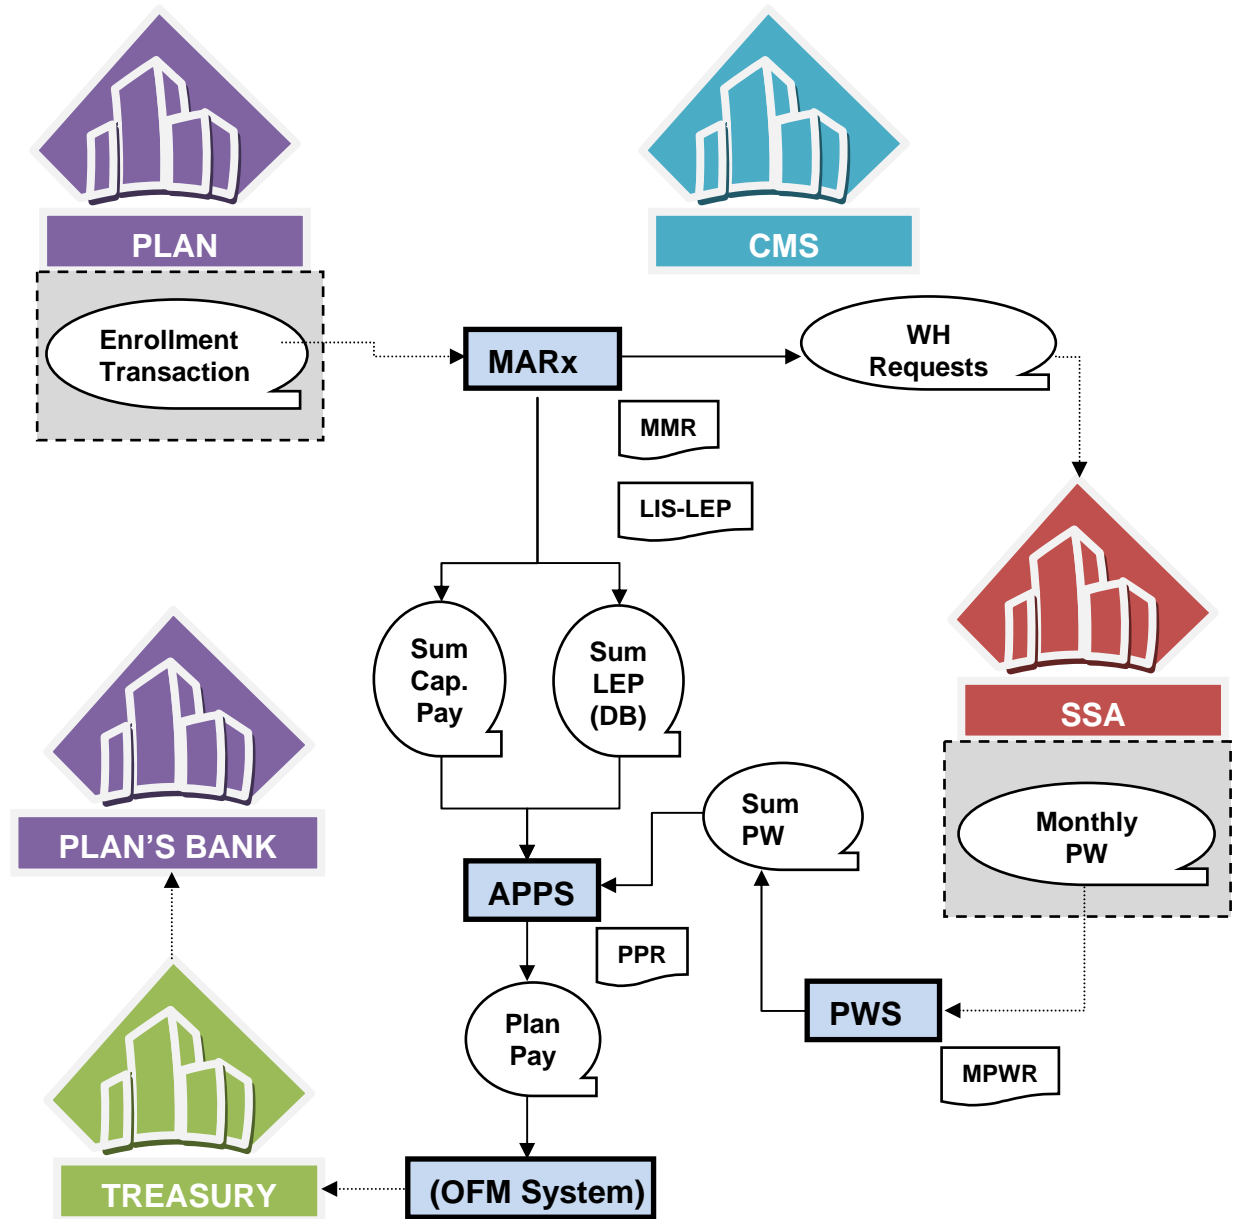 PLAN
CMS
Enrollment
Transaction
MARx
WH
Requests
MMR
LIS-LEP
Sum
Cap.
Pay
Sum
LEP
(DB)
SSA
PLAN'S BANK
Sum
PW
Monthly
PW
APPS
PPR
PWS
Plan
Pay
MPWR
TREASURY
(OFM System)